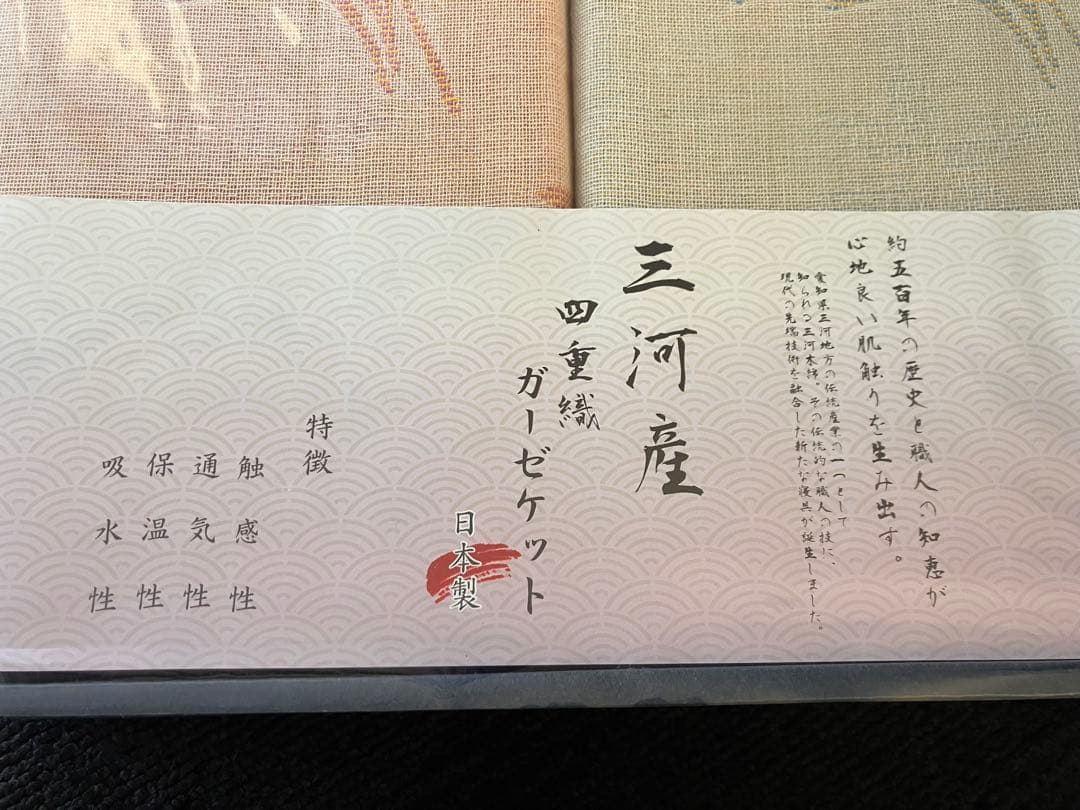 約五百年の歴史と職人の知恵が
心地良い肌触りを生み出す。
愛知県三河地方の伝統産業の一つとして
知られる三河木綿。その伝統的な職人の技に、
現代の先端技術を融合した新たな寝具が誕生しました。
三河産
四重織
ガーゼケット
日本製
特徴
触感性
通気性
保温性
吸水性